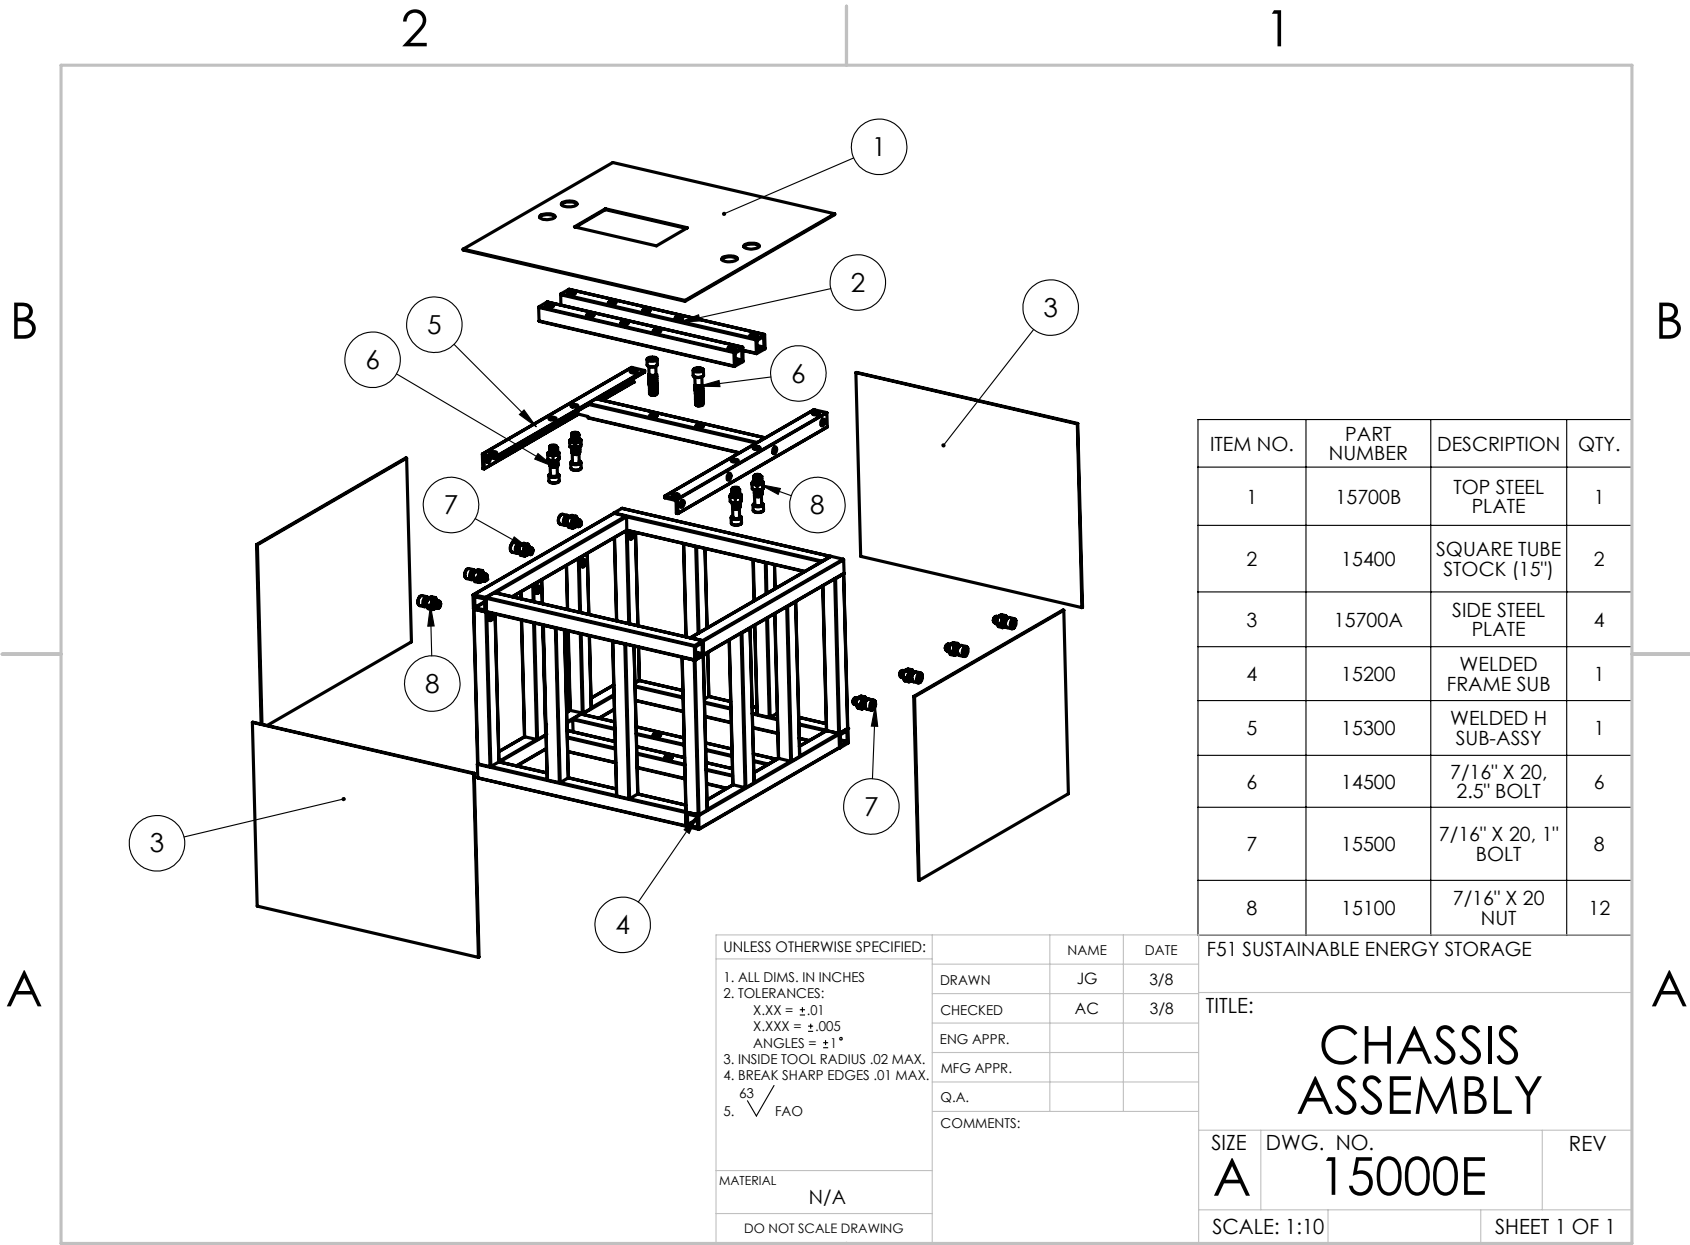 2
1
B
B
A
A
1
2
3
5
6
6
7
8
8
7
3
4
ITEM NO. PART NUMBER DESCRIPTION QTY.
1 15700B TOP STEEL PLATE 1
2 15400 SQUARE TUBE STOCK (15") 2
3 15700A SIDE STEEL PLATE 4
4 15200 WELDED FRAME SUB 1
5 15300 WELDED H SUB-ASSY 1
6 14500 7/16" X 20, 2.5" BOLT 6
7 15500 7/16" X 20, 1" BOLT 8
8 15100 7/16" X 20 NUT 12
UNLESS OTHERWISE SPECIFIED:
1. ALL DIMS. IN INCHES
2. TOLERANCES:
X.XX = ±.01
X.XXX = ±.005
ANGLES = ±1°
3. INSIDE TOOL RADIUS .02 MAX.
4. BREAK SHARP EDGES .01 MAX.
63
5. FAO
MATERIAL
N/A
DO NOT SCALE DRAWING
NAME DATE
DRAWN JG 3/8
CHECKED AC 3/8
ENG APPR.
MFG APPR.
Q.A.
COMMENTS:
F51 SUSTAINABLE ENERGY STORAGE
TITLE:
CHASSIS
ASSEMBLY
SIZE DWG. NO. REV
A 15000E
SCALE: 1:10 SHEET 1 OF 1